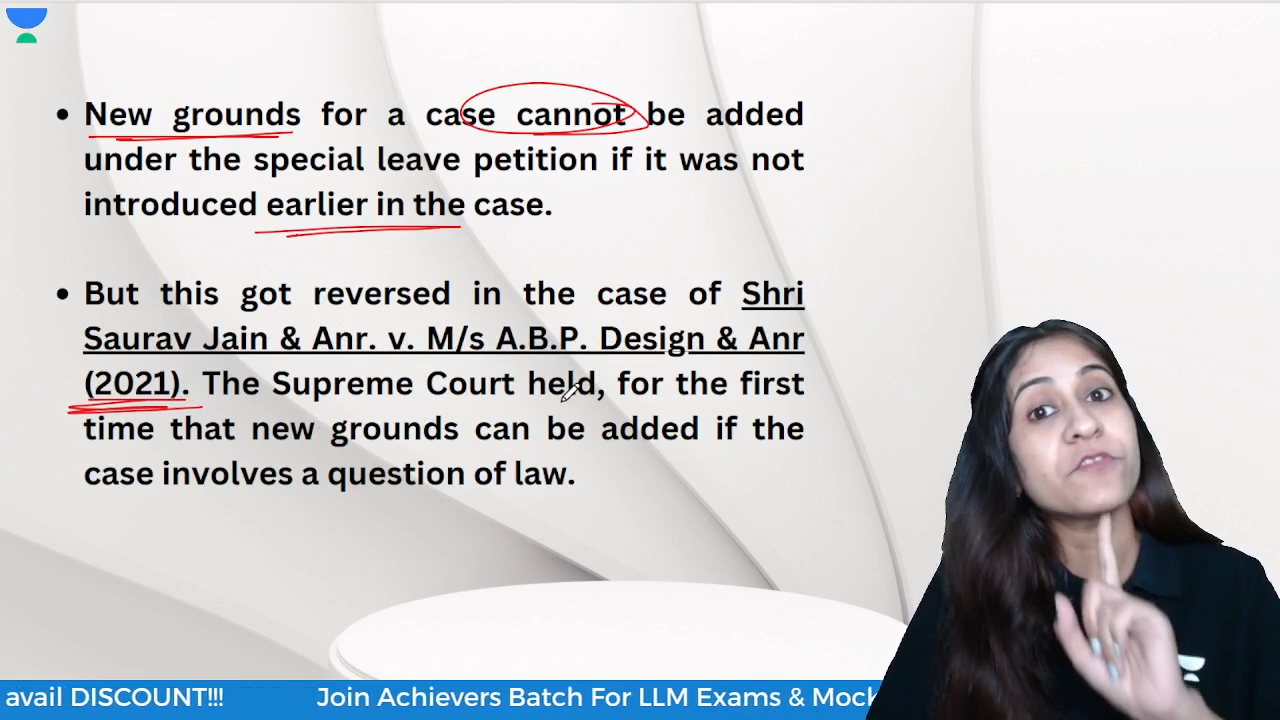 • New grounds for a case cannot be added
under the special leave petition if it was not
introduced earlier in the case.
• But this got reversed in the case of Shri
Saurav Jain & Anr. v. M/s A.B.P. Design & Anr
(2021). The Supreme Court held, for the first
time that new grounds can be added if the
case involves a question of law.
avail DISCOUNT!!! Join Achievers Batch For LLM Exams & Mock